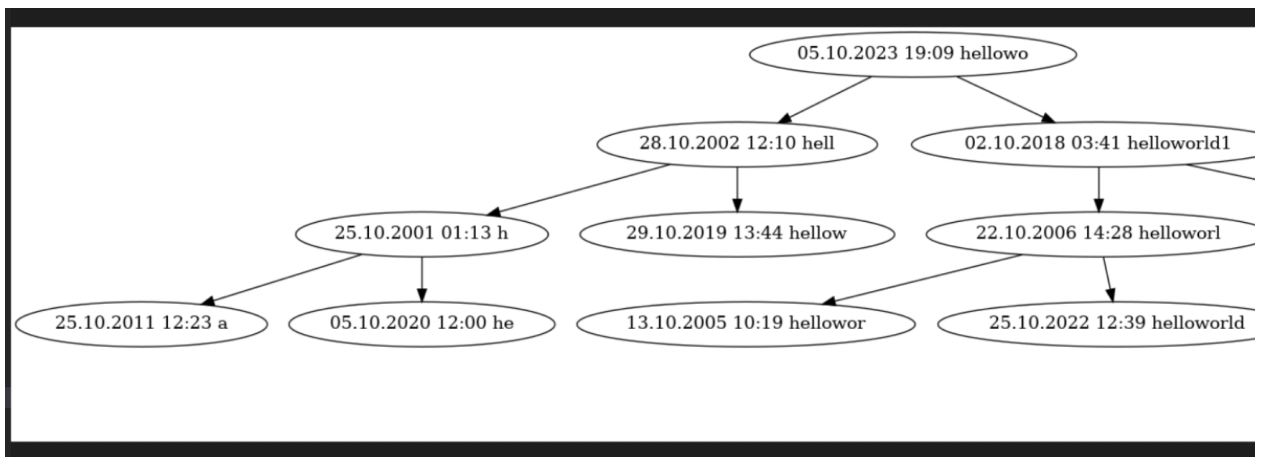 05.10.2023 19:09 hellowo
28.10.2002 12:10 hell
02.10.2018 03:41 helloworld1
25.10.2001 01:13 h
29.10.2019 13:44 hellow
22.10.2006 14:28 helloworl
25.10.2011 12:23 a
05.10.2020 12:00 he
13.10.2005 10:19 hellowor
25.10.2022 12:39 helloworld